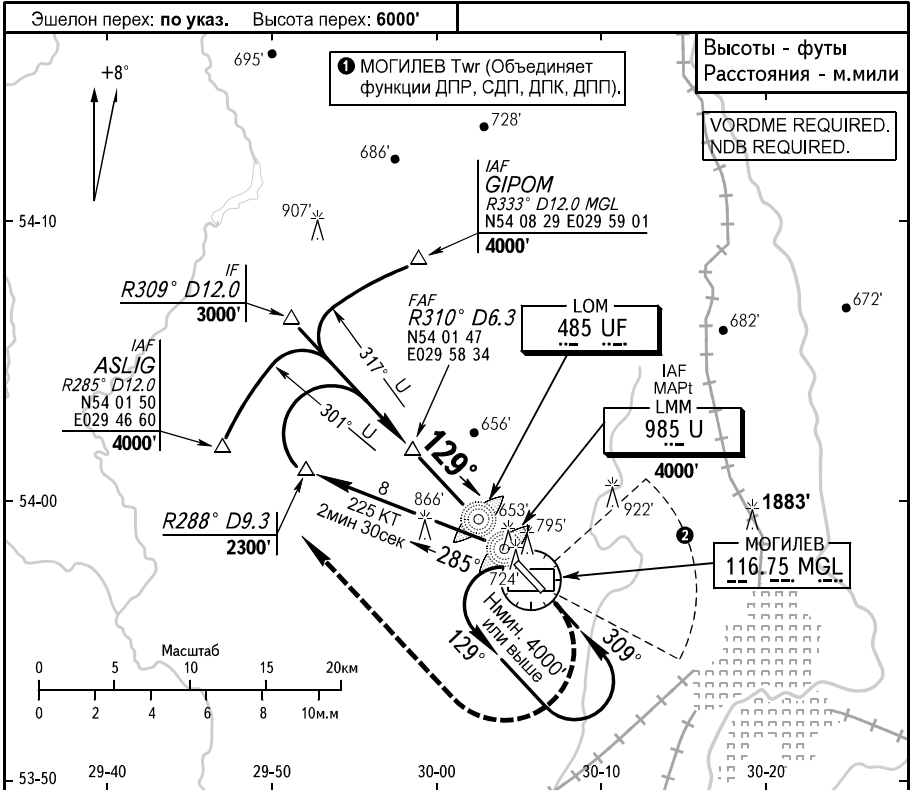 Эшелон перех: по указ. Высота перех: 6000'
Высоты - футы
Расстояния - м.мили
VORDME REQUIRED.
NDB REQUIRED.
❶ МОГИЛЕВ Twr (Объединяет
функции ДПР, СДП, ДПК, ДПП).
+8°
695'
728'
686'
907'
IAF
GIPOM
R333° D12.0 MGL
N54 08 29 E029 59 01
4000'
54-10
IF
R309° D12.0
3000'
FAF
R310° D6.3
N54 01 47
E029 58 34
LOM
485 UF
672'
682'
IAF
ASLIG
R285° D12.0
N54 01 50
E029 46 60
4000'
317° U
301° U
IAF
MAPt
LMM
985 U
4000'
656'
129°
54-00
R288° D9.3
2300'
8
225 КТ
2мин 30сек
285°
866'
653'
795'
724'
922'
1883'
❷
МОГИЛЕВ
116.75 MGL
Нмин. 4000'
или выше
129°
309°
Масштаб
0 5 10 15 20км
0 2 4 6 8 10м.м
53-50
29-40 29-50 30-00 30-10 30-20